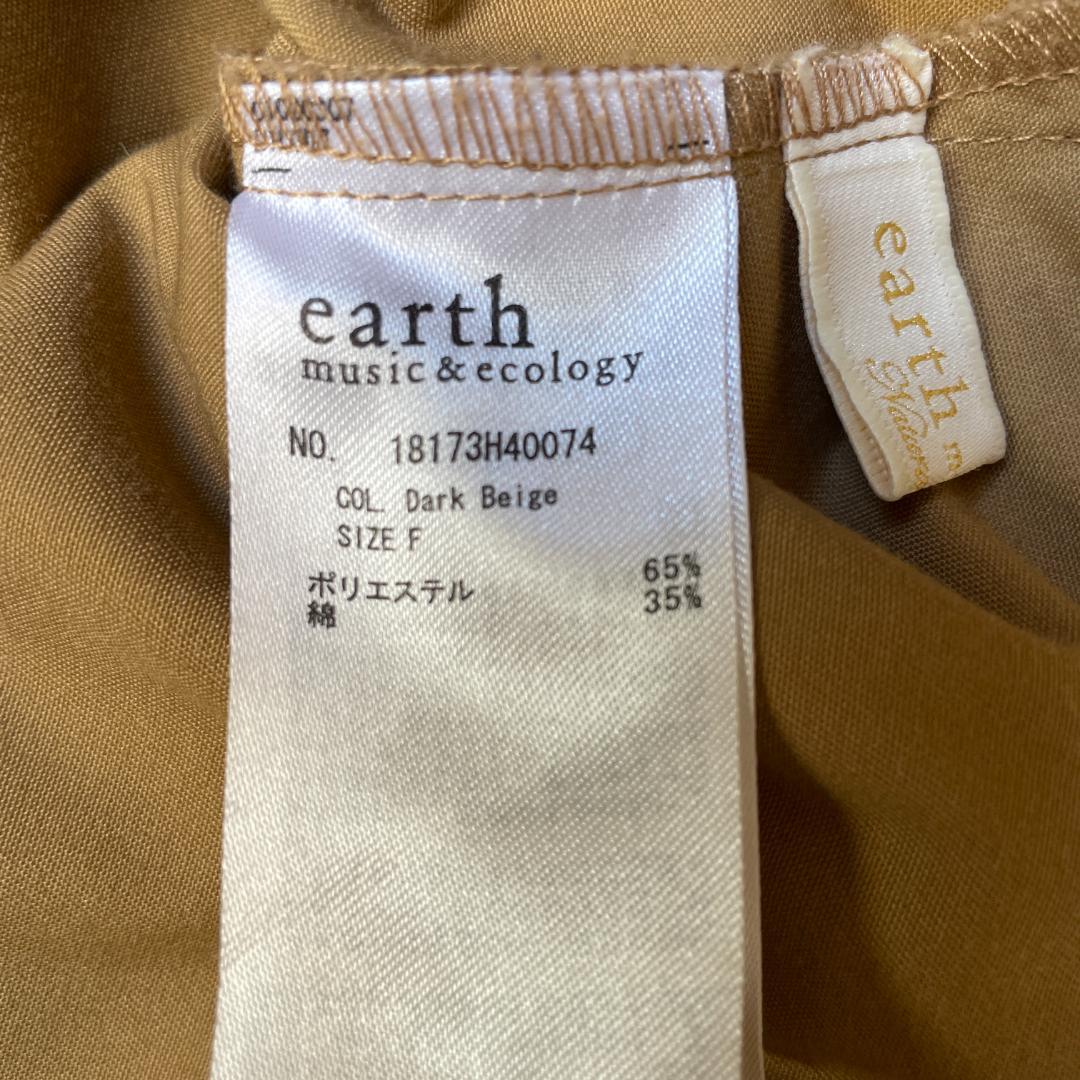 earth
music & ecology
NO. 18173H40074
COL. Dark Beige
SIZE F
ポリエステル 65%
綿 35%
earth